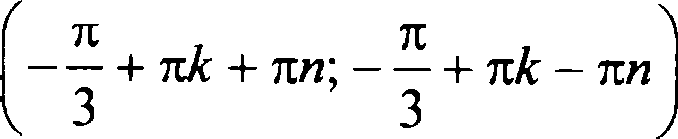 (-π/3 + πk + πn; -π/3 + πk - πn)